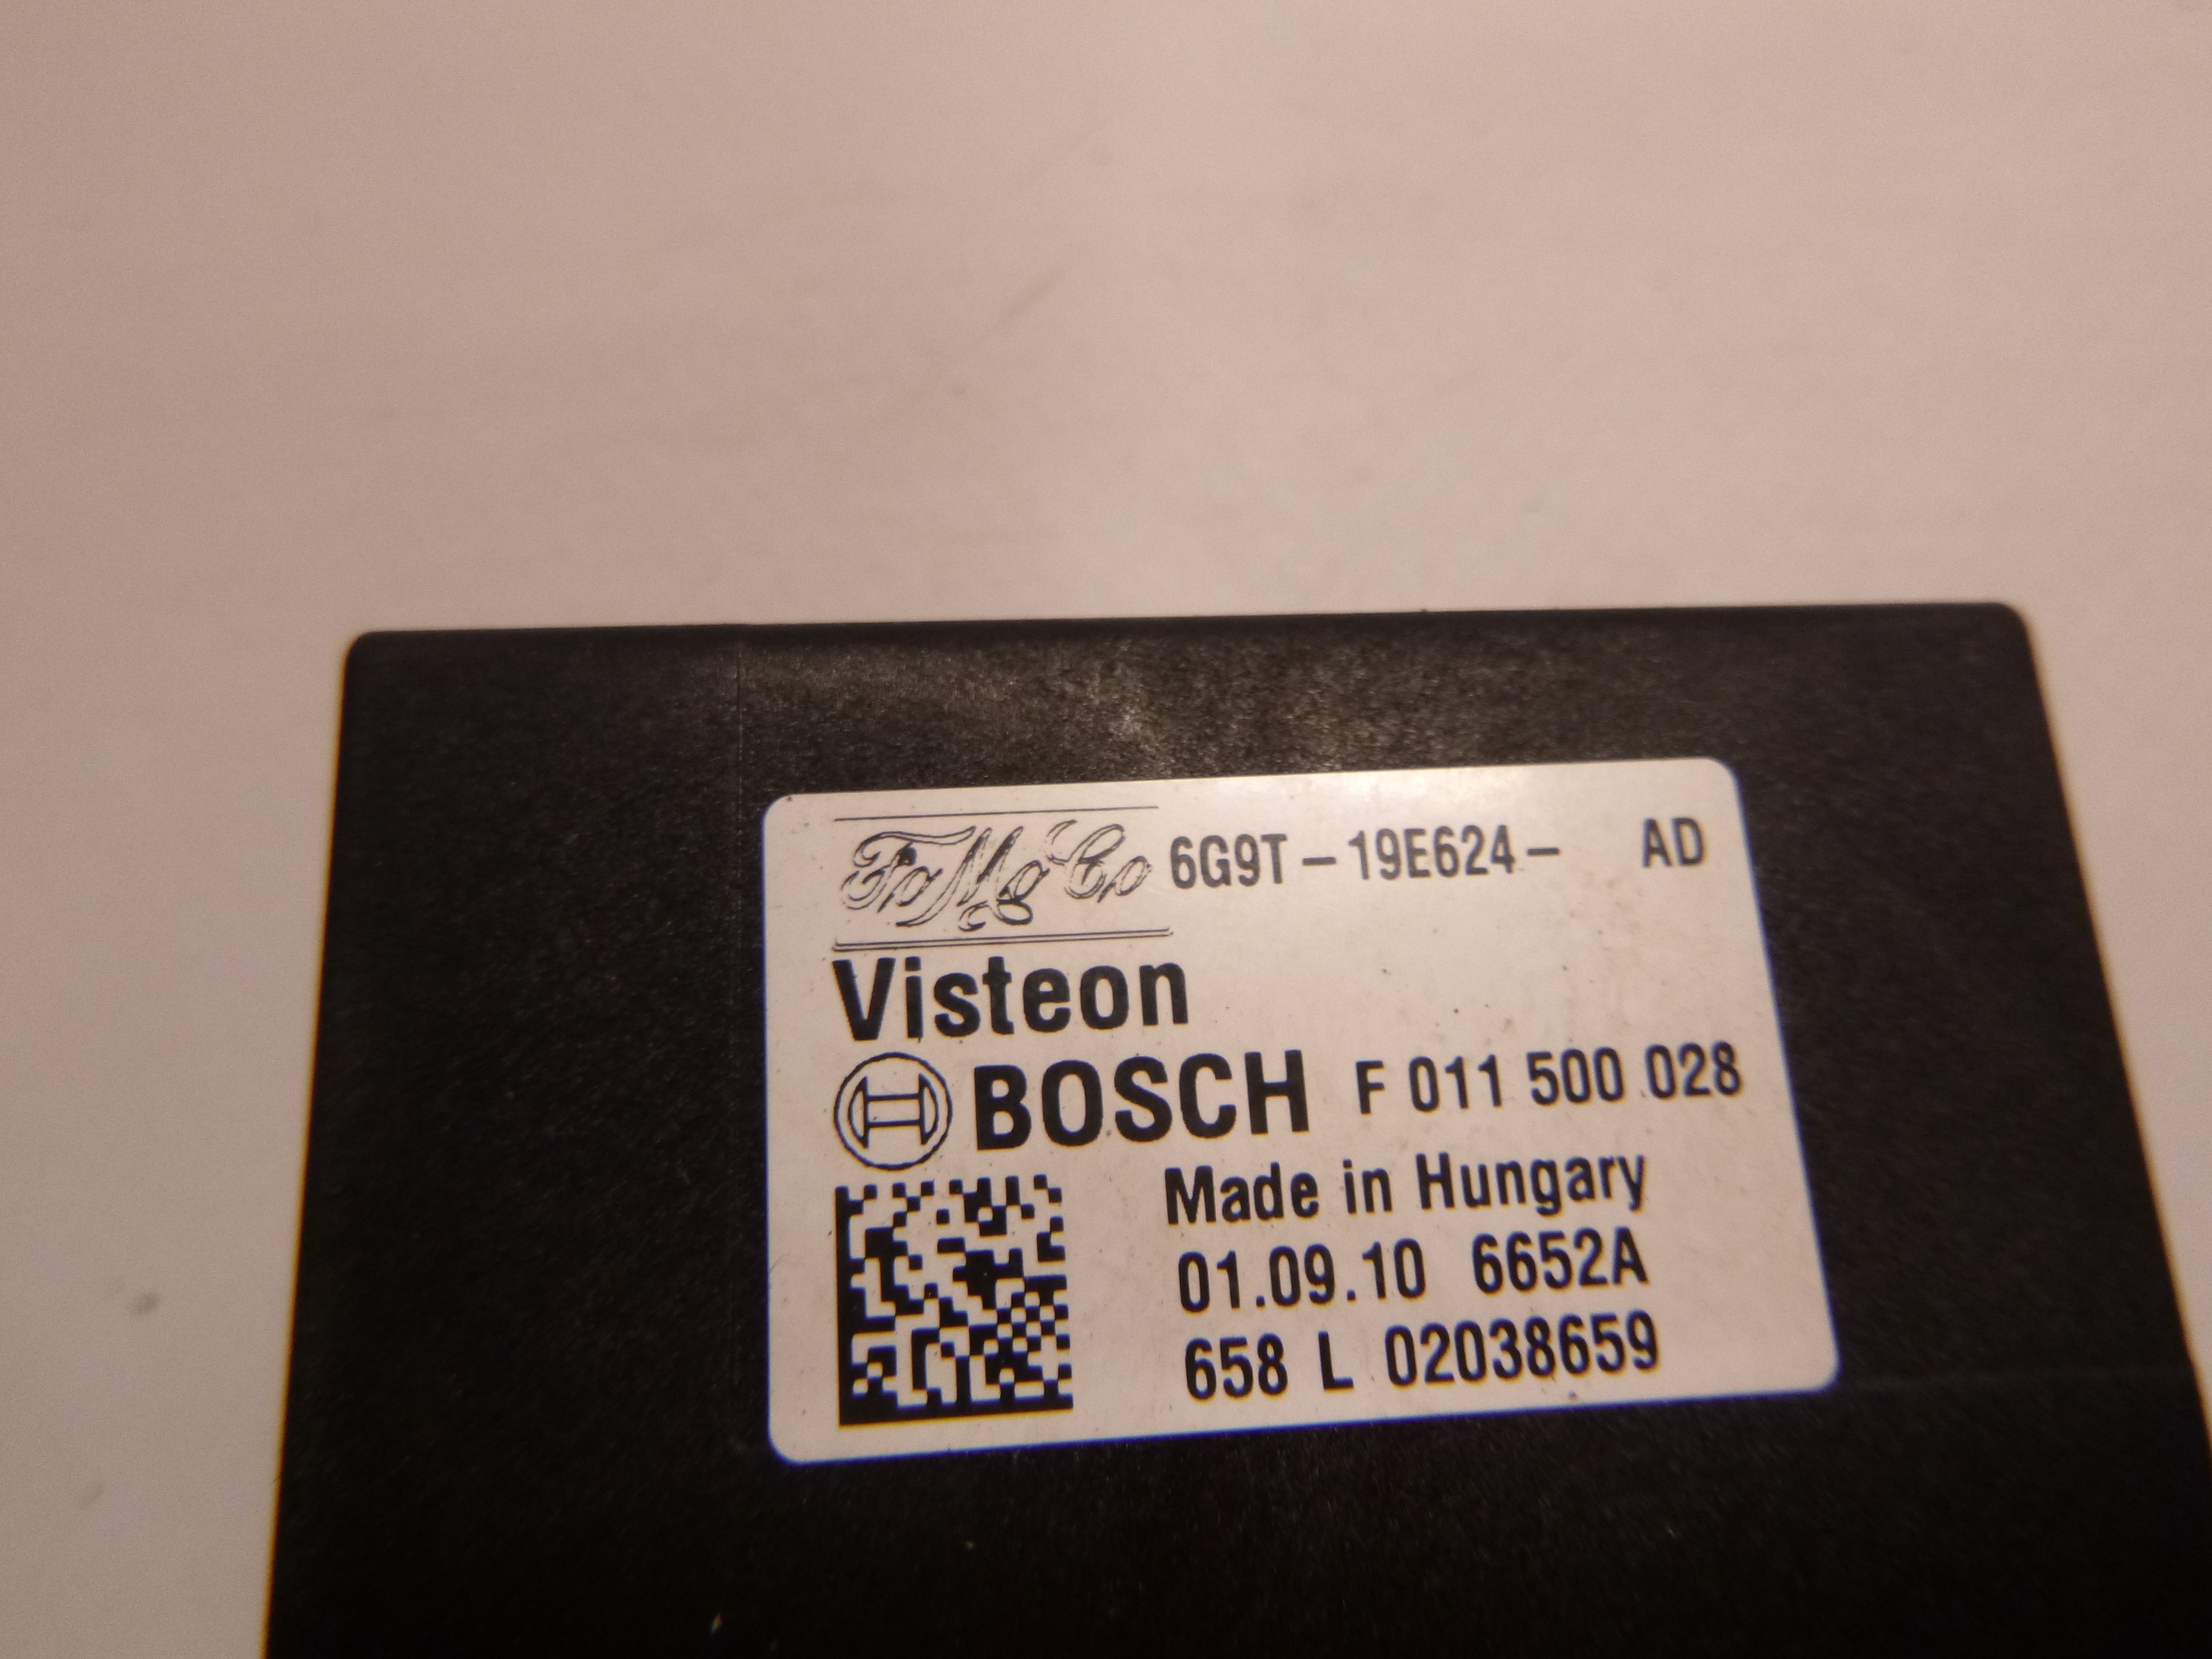 FoMoCo 6G9T-19E624- AD
Visteon
BOSCH F 011 500 028
Made in Hungary
01.09.10 6652A
658 L 02038659